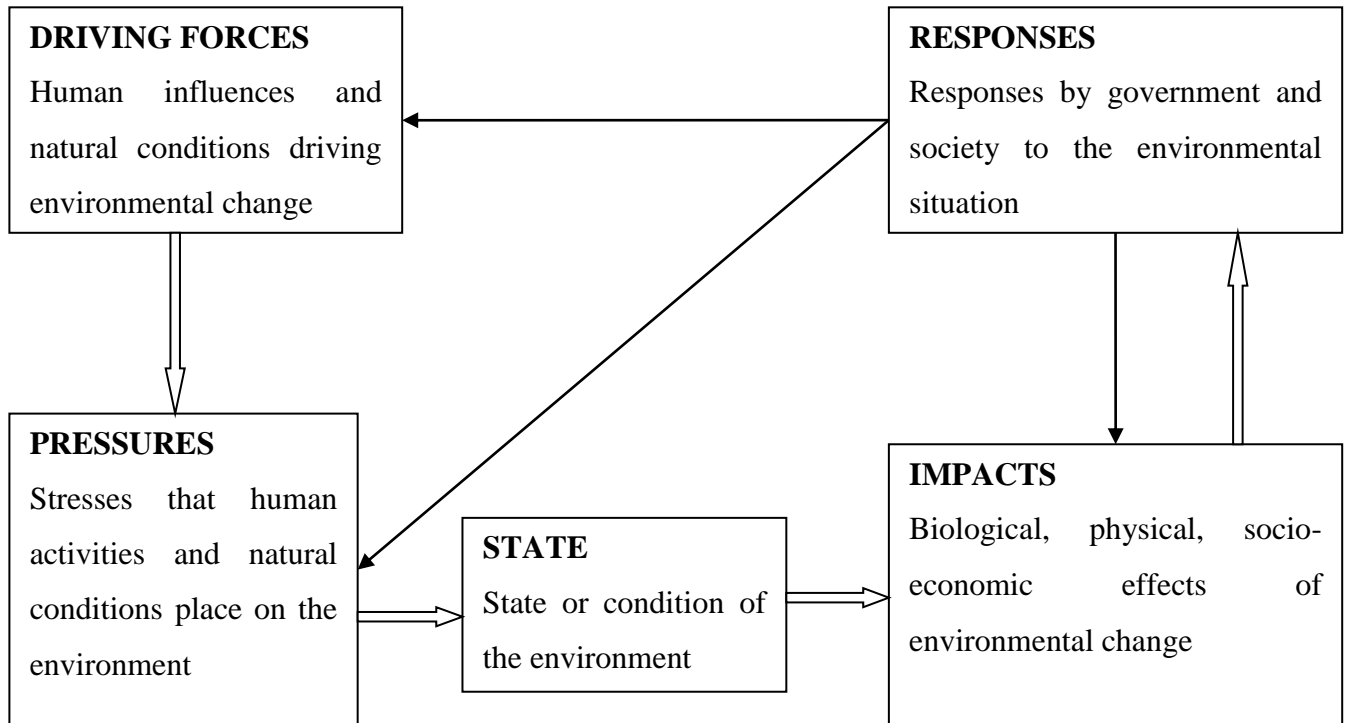 DRIVING FORCES
Human influences and
natural conditions driving
environmental change
RESPONSES
Responses by government and
society to the environmental
situation
PRESSURES
Stresses that human
activities and natural
conditions place on the
environment
STATE
State or condition of
the environment
IMPACTS
Biological, physical, socio-
economic effects of
environmental change